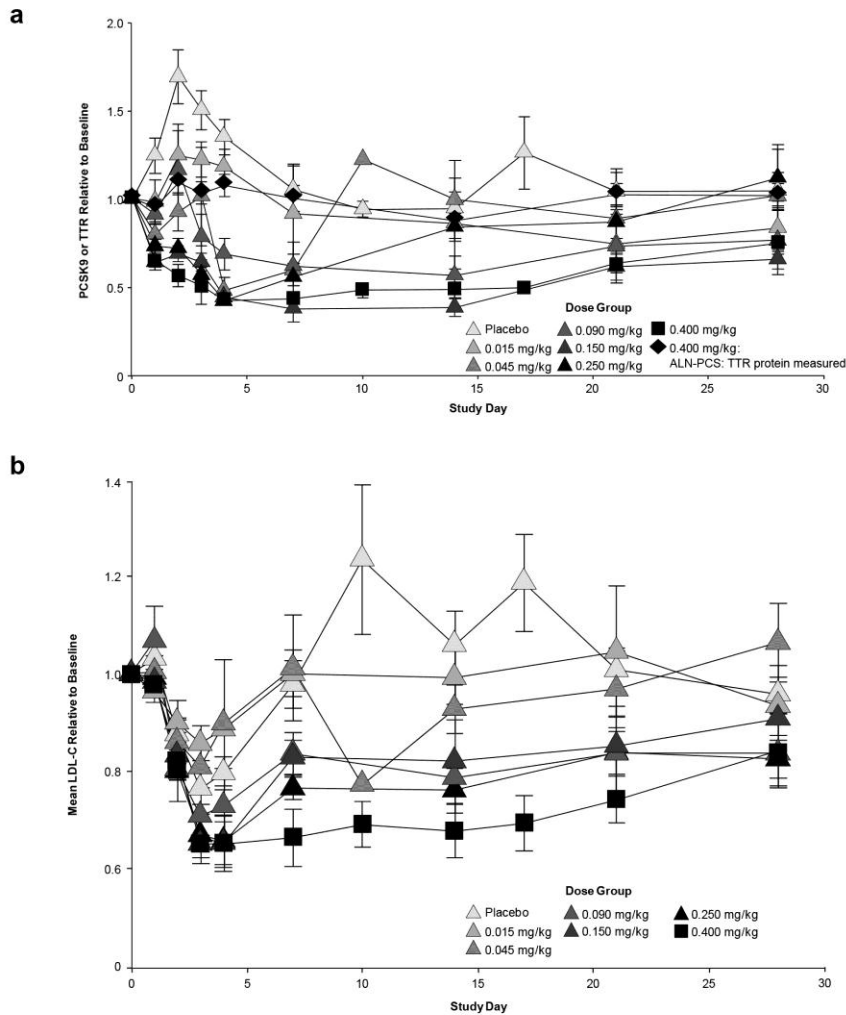 a
2.0
1.5
1.0
0.5
0
PCSK9 or TTR Relative to Baseline
0 5 10 15 20 25 30
Study Day
Dose Group
Placebo
0.015 mg/kg
0.045 mg/kg
0.090 mg/kg
0.150 mg/kg
0.250 mg/kg
0.400 mg/kg
0.400 mg/kg:
ALN-PCS: TTR protein measured
b
1.4
1.2
1.0
0.8
0.6
0
Mean LDL-C Relative to Baseline
0 5 10 15 20 25 30
Study Day
Dose Group
Placebo
0.015 mg/kg
0.045 mg/kg
0.090 mg/kg
0.150 mg/kg
0.250 mg/kg
0.400 mg/kg